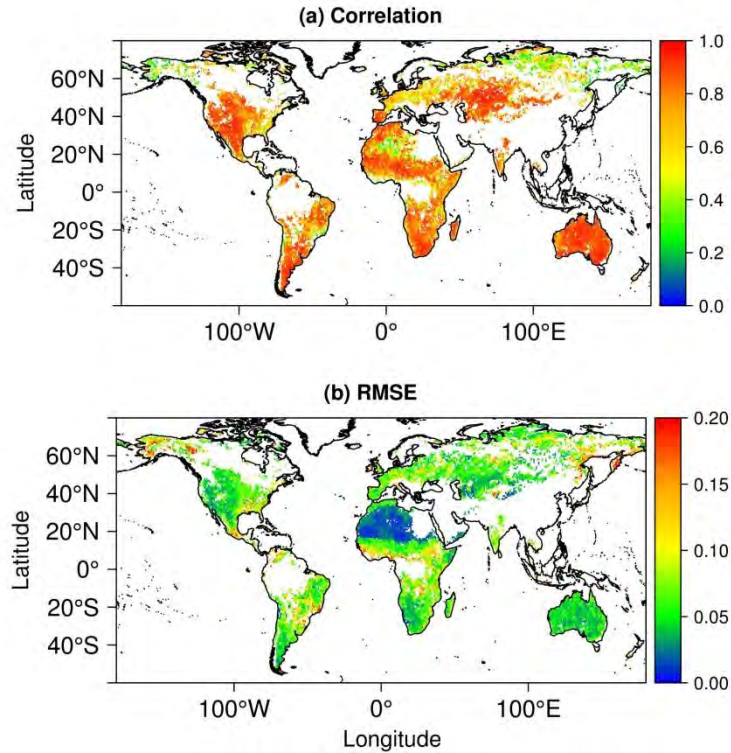 (a) Correlation
60°N
40°N
20°N
0°
20°S
40°S
Latitude
100°W
0°
100°E
1.0
0.8
0.6
0.4
0.2
0.0
(b) RMSE
60°N
40°N
20°N
0°
20°S
40°S
Latitude
100°W
0°
100°E
Longitude
0.20
0.15
0.10
0.05
0.00